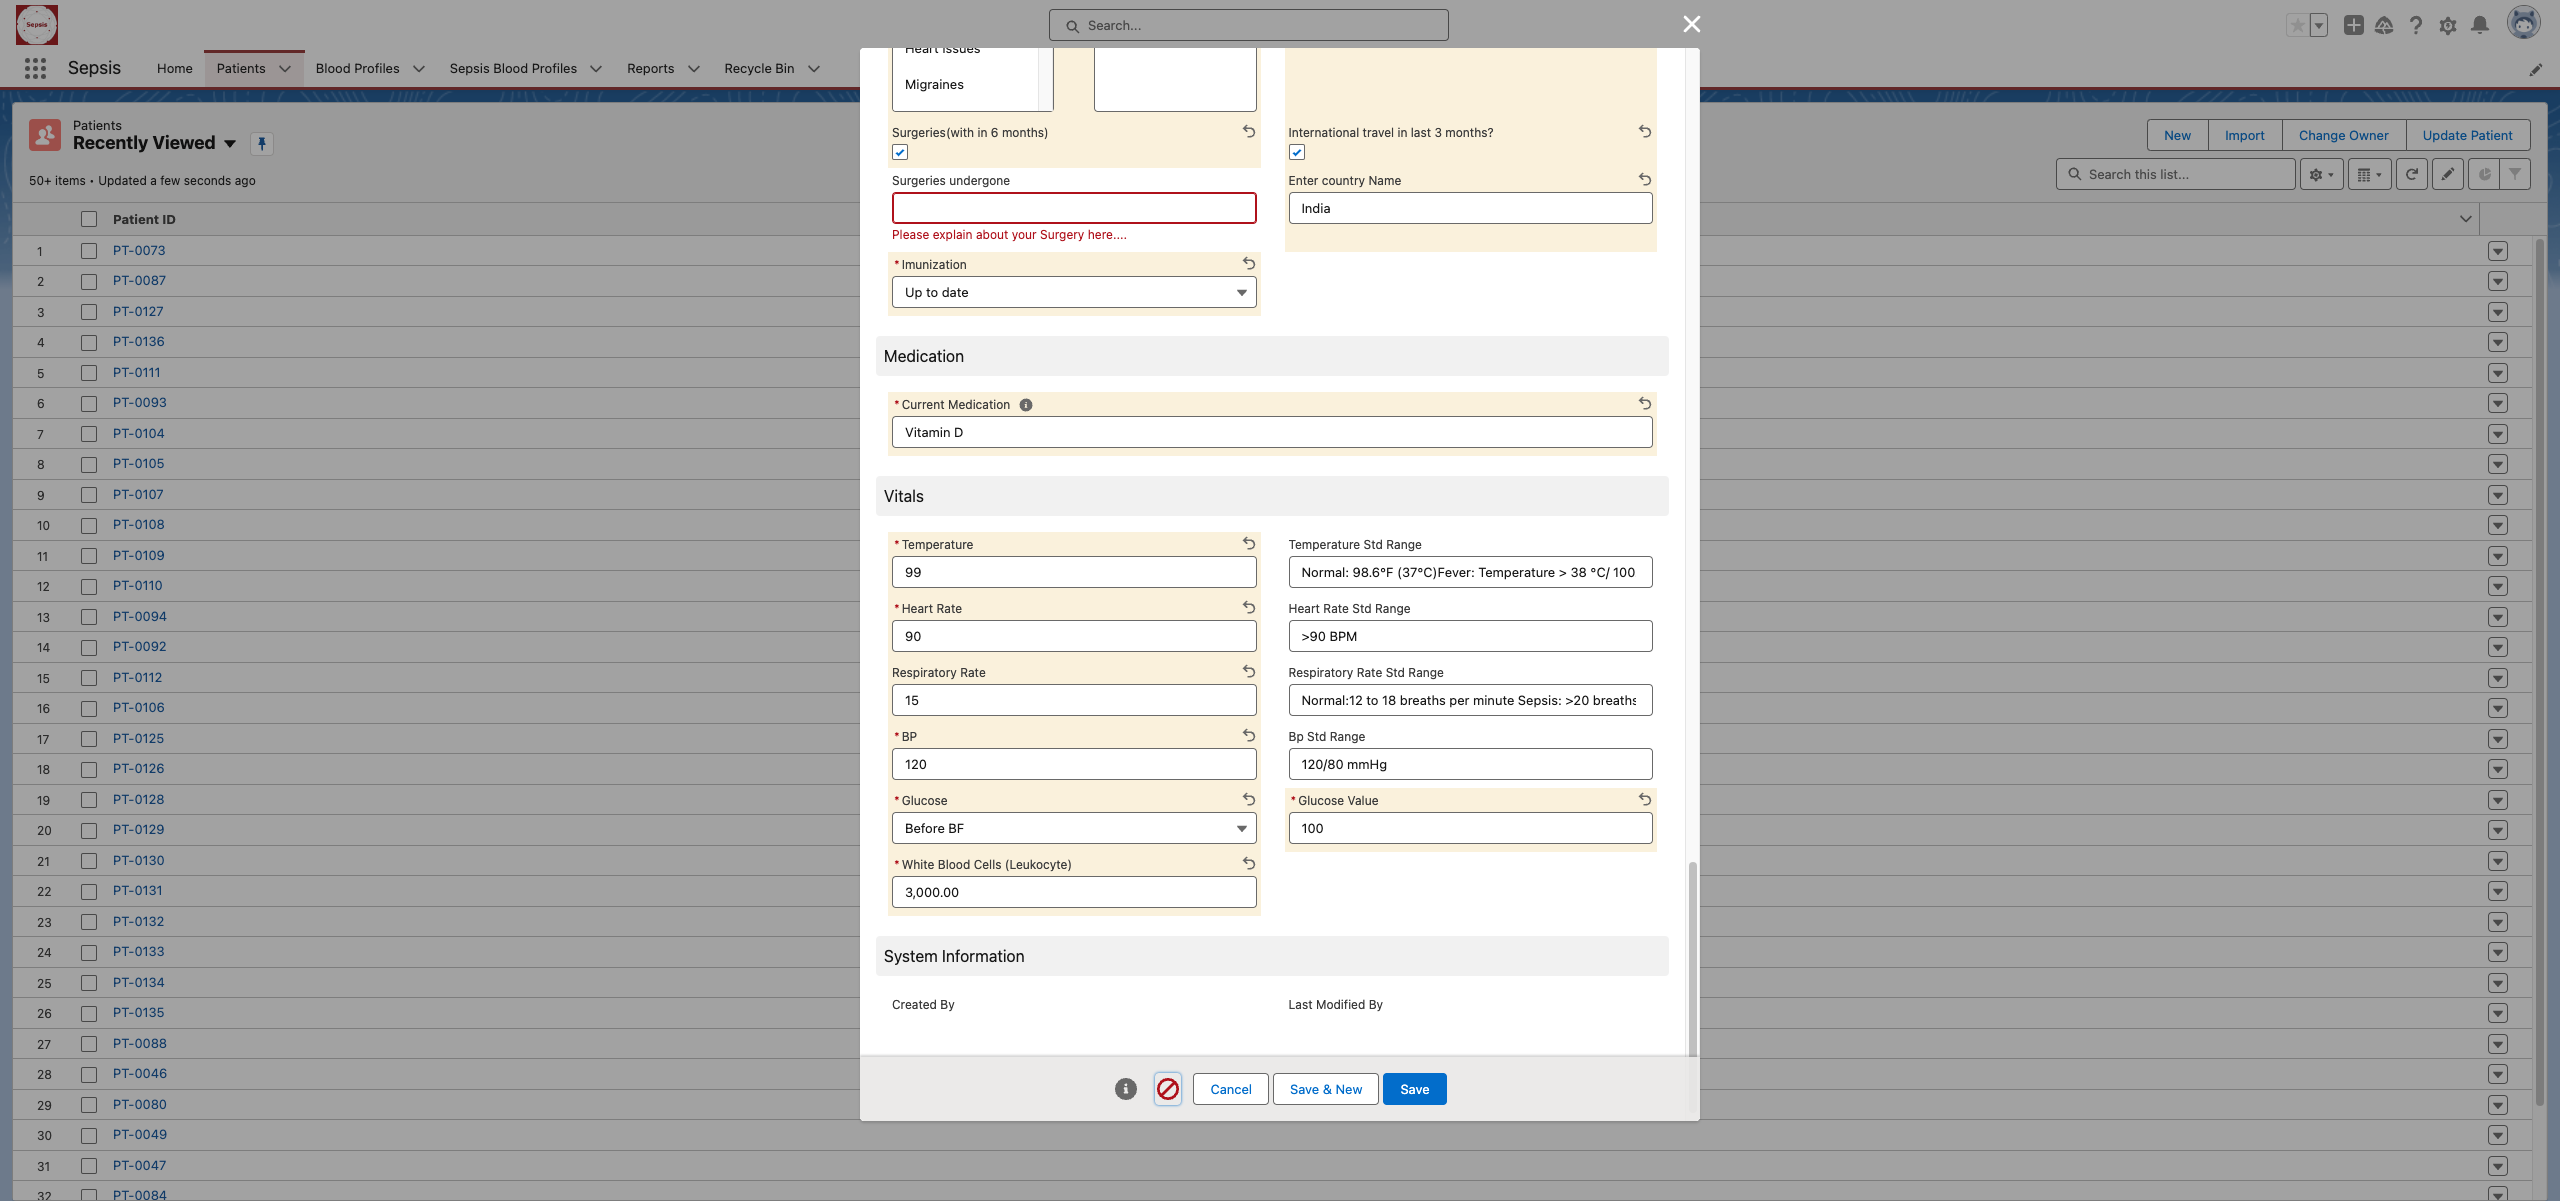 Sepsis
Search...
Sepsis
Home
Patients
Blood Profiles
Sepsis Blood Profiles
Reports
Recycle Bin
Patients
Recently Viewed
50+ items • Updated a few seconds ago
New
Import
Change Owner
Update Patient
Search this list...
Patient ID
1 PT-0073
2 PT-0087
3 PT-0127
4 PT-0136
5 PT-0111
6 PT-0093
7 PT-0104
8 PT-0105
9 PT-0107
10 PT-0108
11 PT-0109
12 PT-0110
13 PT-0094
14 PT-0092
15 PT-0112
16 PT-0106
17 PT-0125
18 PT-0126
19 PT-0128
20 PT-0129
21 PT-0130
22 PT-0131
23 PT-0132
24 PT-0133
25 PT-0134
26 PT-0135
27 PT-0088
28 PT-0046
29 PT-0080
30 PT-0049
31 PT-0047
32 PT-0084
Heart issues
Migraines
Surgeries(with in 6 months)
International travel in last 3 months?
Surgeries undergone
Enter country Name
India
Please explain about your Surgery here....
* Imunization
Up to date
Medication
* Current Medication
Vitamin D
Vitals
* Temperature
Temperature Std Range
99
Normal: 98.6°F (37°C)Fever: Temperature > 38 °C/ 100
* Heart Rate
Heart Rate Std Range
90
>90 BPM
Respiratory Rate
Respiratory Rate Std Range
15
Normal:12 to 18 breaths per minute Sepsis: >20 breaths
* BP
Bp Std Range
120
120/80 mmHg
* Glucose
* Glucose Value
Before BF
100
* White Blood Cells (Leukocyte)
3,000.00
System Information
Created By
Last Modified By
Cancel
Save & New
Save